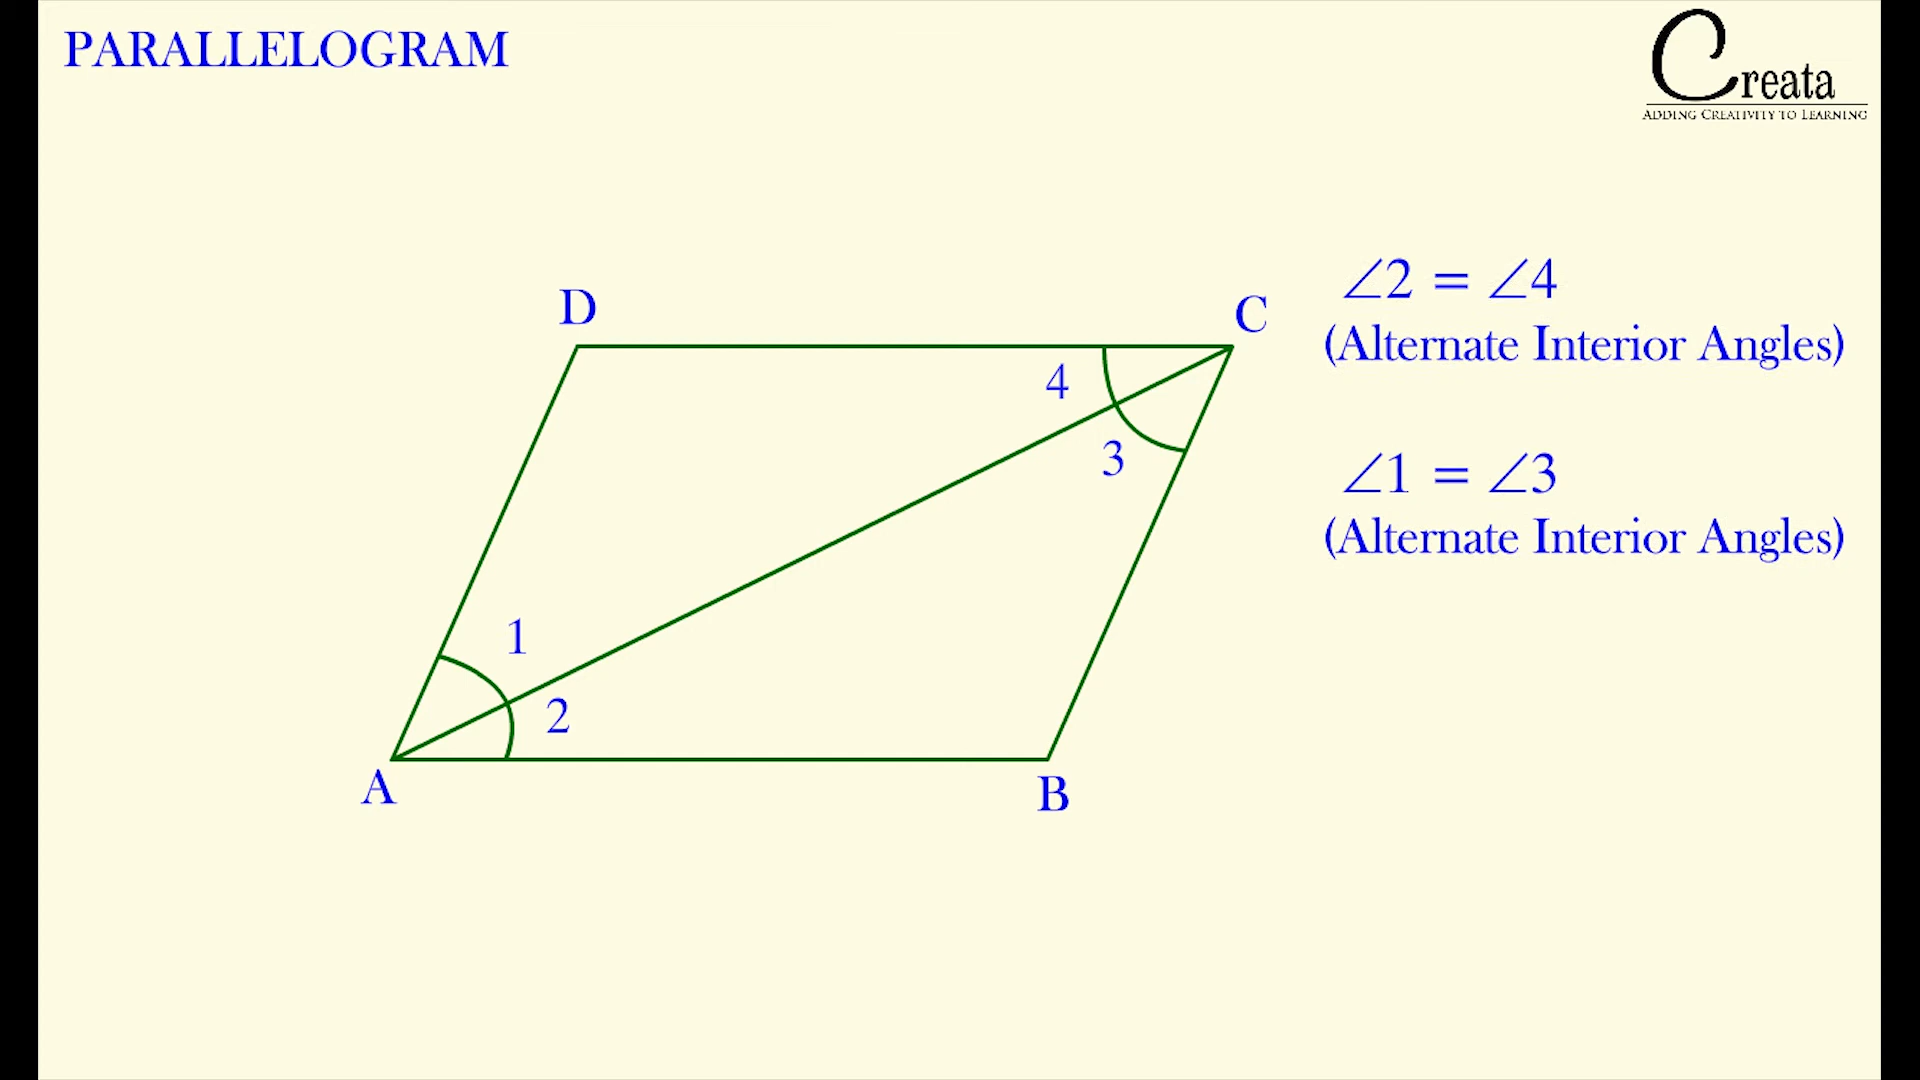 PARALLELOGRAM
Creata
ADDING CREATIVITY TO LEARNING
D
C
∠2 = ∠4
(Alternate Interior Angles)
4
3
∠1 = ∠3
(Alternate Interior Angles)
1
2
A
B